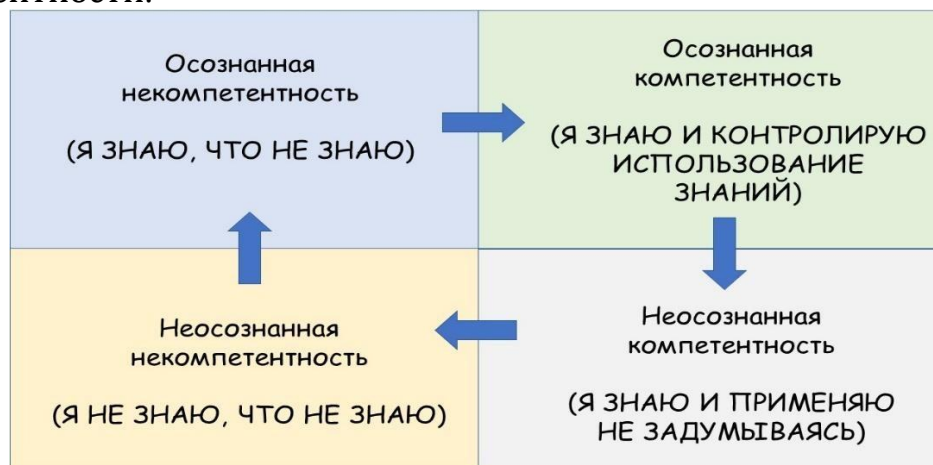 Осознанная
некомпетентность
(Я ЗНАЮ, ЧТО НЕ ЗНАЮ)
Осознанная
компетентность
(Я ЗНАЮ И КОНТРОЛИРУЮ
ИСПОЛЬЗОВАНИЕ
ЗНАНИЙ)
Неосознанная
некомпетентность
(Я НЕ ЗНАЮ, ЧТО НЕ ЗНАЮ)
Неосознанная
компетентность
(Я ЗНАЮ И ПРИМЕНЯЮ
НЕ ЗАДУМЫВАЯСЬ)